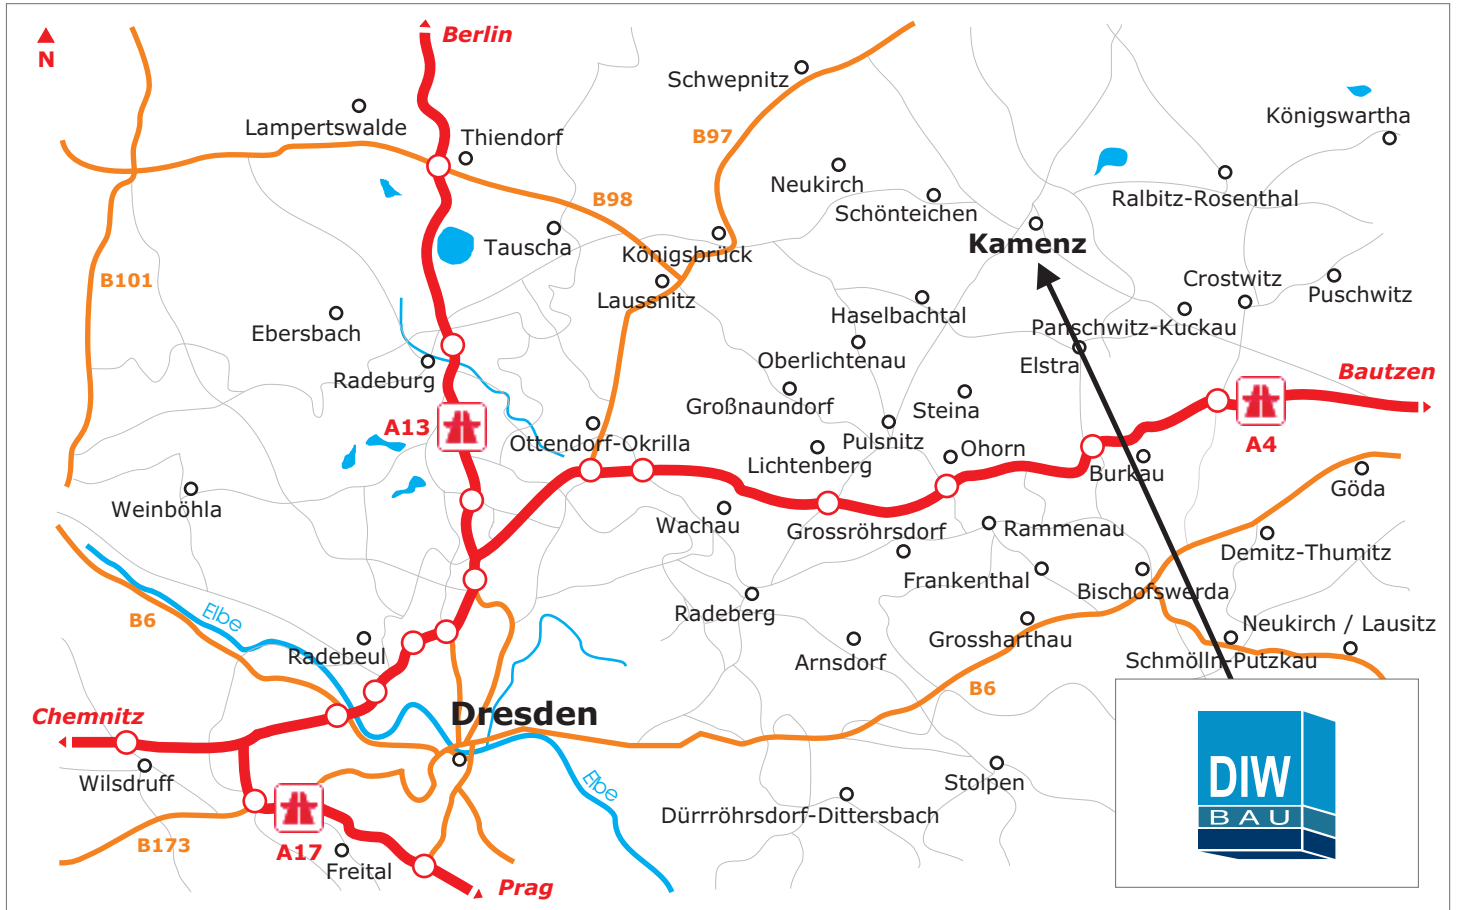 Berlin
N
Schwepnitz
Königswartha
Lampertswalde
Thiendorf
B97
Neukirch
Ralbitz-Rosenthal
B98
Schönteichen
Tauscha
Königsbrück
Kamenz
B101
Crostwitz
Puschwitz
Laussnitz
Haselbachtal
Panschwitz-Kuckau
Ebersbach
Oberlichtenau
Elstra
Radeburg
Bautzen
Großnaundorf
Steina
A13
Ottendorf-Okrilla
Pulsnitz
Ohorn
A4
Lichtenberg
Burkau
Göda
Weinböhla
Wachau
Grossröhrsdorf
Rammenau
Demitz-Thumitz
Frankenthal
Bischofswerda
Elbe
B6
Radeberg
Grossharthau
Neukirch / Lausitz
Radebeul
Arnsdorf
Schmölln-Putzkau
B6
Chemnitz
Dresden
Wilsdruff
Elbe
Stolpen
DIW
BAU
Dürrröhrsdorf-Dittersbach
B173
A17
Freital
Prag